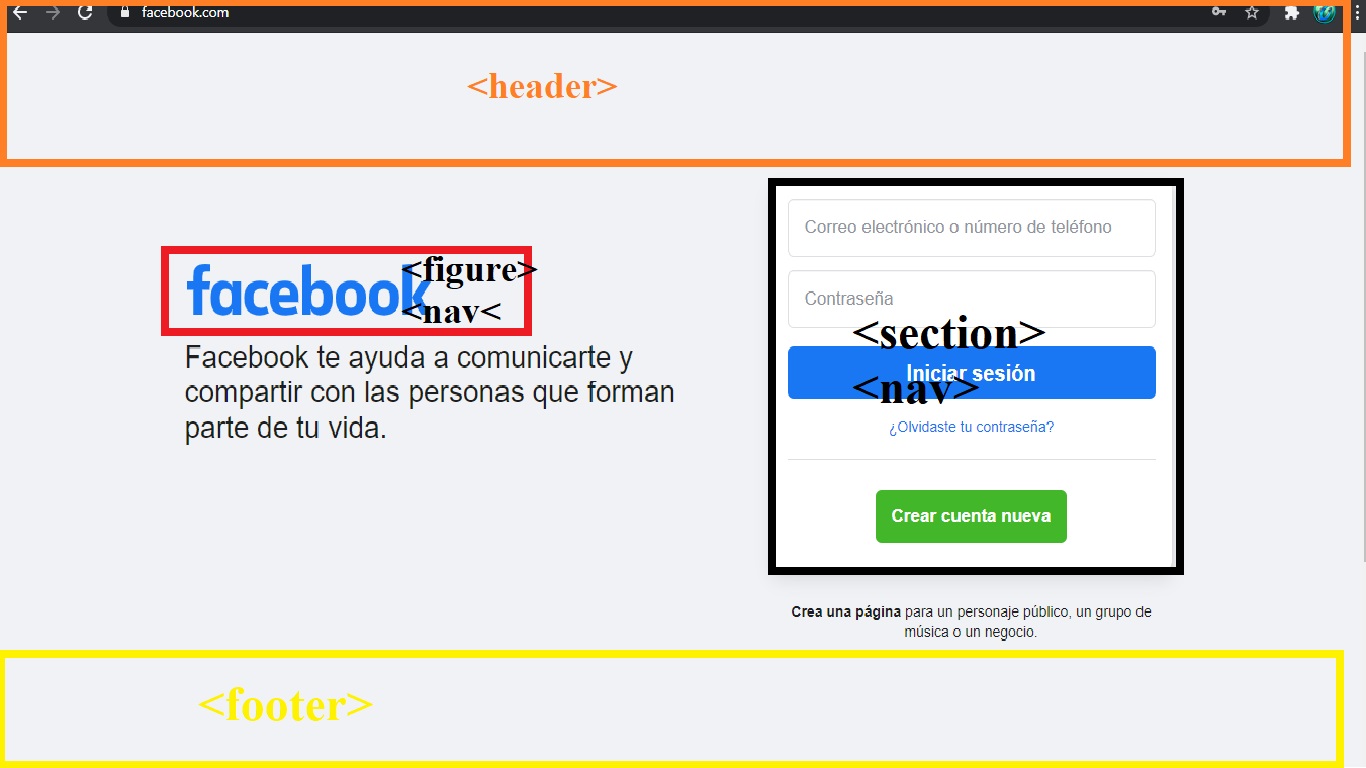 facebook.com
<header>
Correo electrónico o número de teléfono
facebook
<figure>
<nav<
Contraseña
<section>
Facebook te ayuda a comunicarte y
compartir con las personas que forman
parte de tu vida.
Iniciar sesión
<nav>
¿Olvidaste tu contraseña?
Crear cuenta nueva
Crea una página para un personaje público, un grupo de
música o un negocio.
<footer>